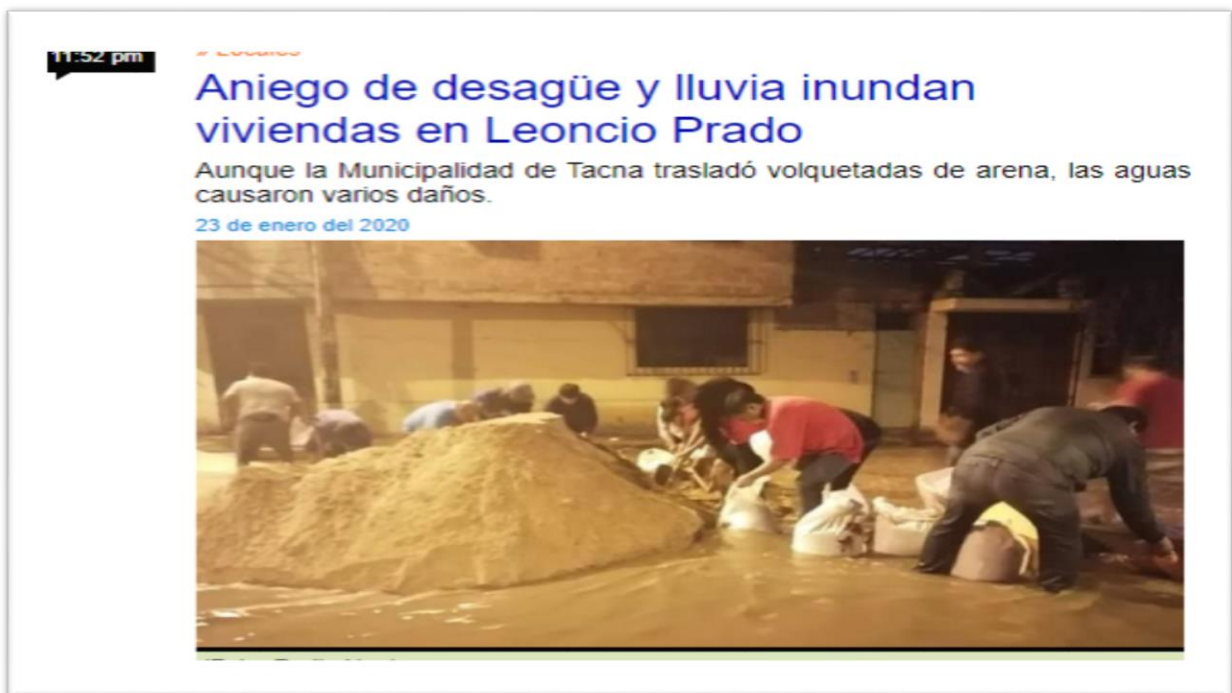 11:52 pm
Aniego de desagüe y lluvia inundan
viviendas en Leoncio Prado
Aunque la Municipalidad de Tacna trasladó volquetadas de arena, las aguas
causaron varios daños.
23 de enero del 2020